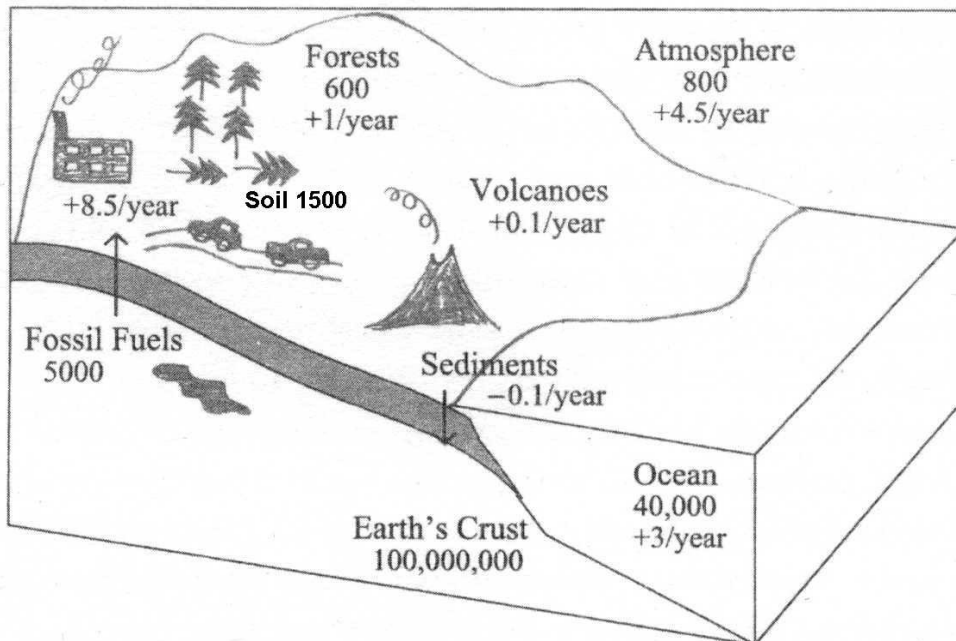 Forests
600
+1/year
Atmosphere
800
+4.5/year
+8.5/year
Soil 1500
Volcanoes
+0.1/year
Fossil Fuels
5000
Sediments
−0.1/year
Ocean
40,000
+3/year
Earth's Crust
100,000,000